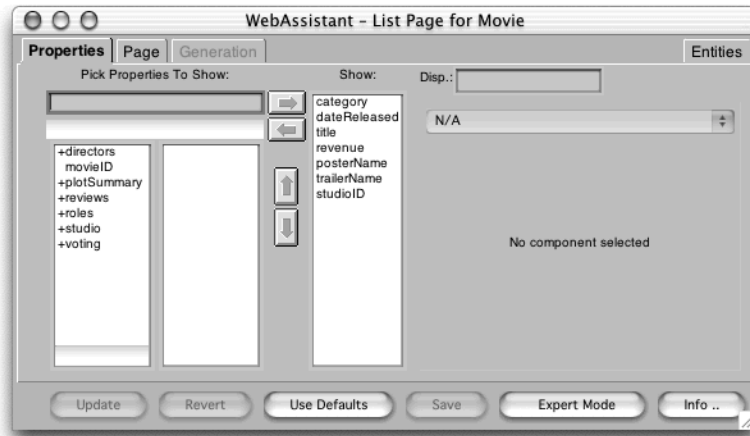 WebAssistant – List Page for Movie
Properties Page Generation Entities
Pick Properties To Show: Show: Disp.:
category
dateReleased
title
revenue
posterName
trailerName
studioID
N/A
+directors
movieID
+plotSummary
+reviews
+roles
+studio
+voting
No component selected
Update Revert Use Defaults Save Expert Mode Info ..